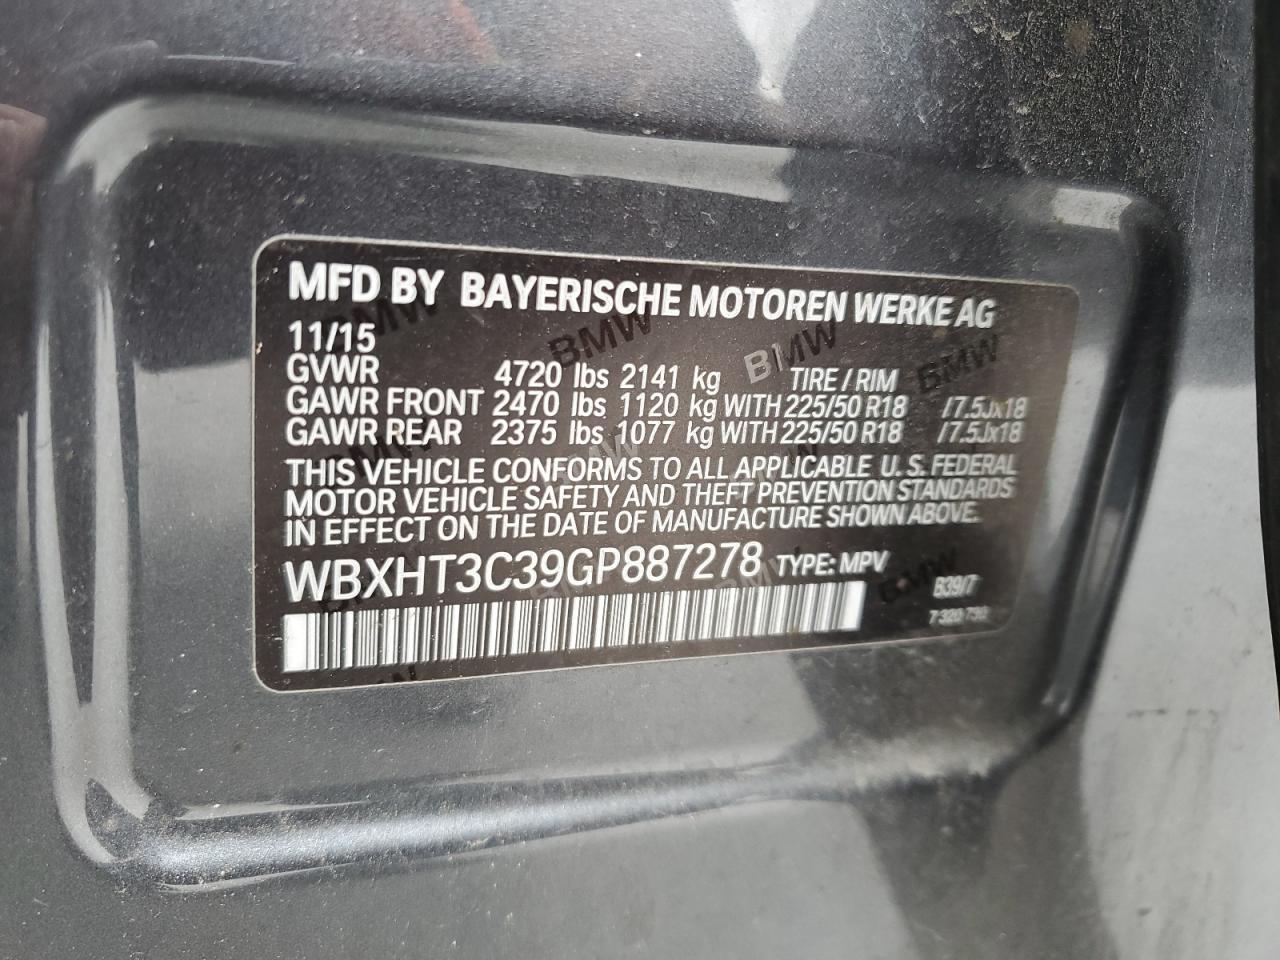 MFD BY BAYERISCHE MOTOREN WERKE AG
11/15
GVWR 4720 lbs 2141 kg TIRE / RIM
GAWR FRONT 2470 lbs 1120 kg WITH 225/50 R18 /7.5Jx18
GAWR REAR 2375 lbs 1077 kg WITH 225/50 R18 /7.5Jx18
THIS VEHICLE CONFORMS TO ALL APPLICABLE U. S. FEDERAL
MOTOR VEHICLE SAFETY AND THEFT PREVENTION STANDARDS
IN EFFECT ON THE DATE OF MANUFACTURE SHOWN ABOVE.
WBXHT3C39GP887278 TYPE: MPV
B39/7
7 320